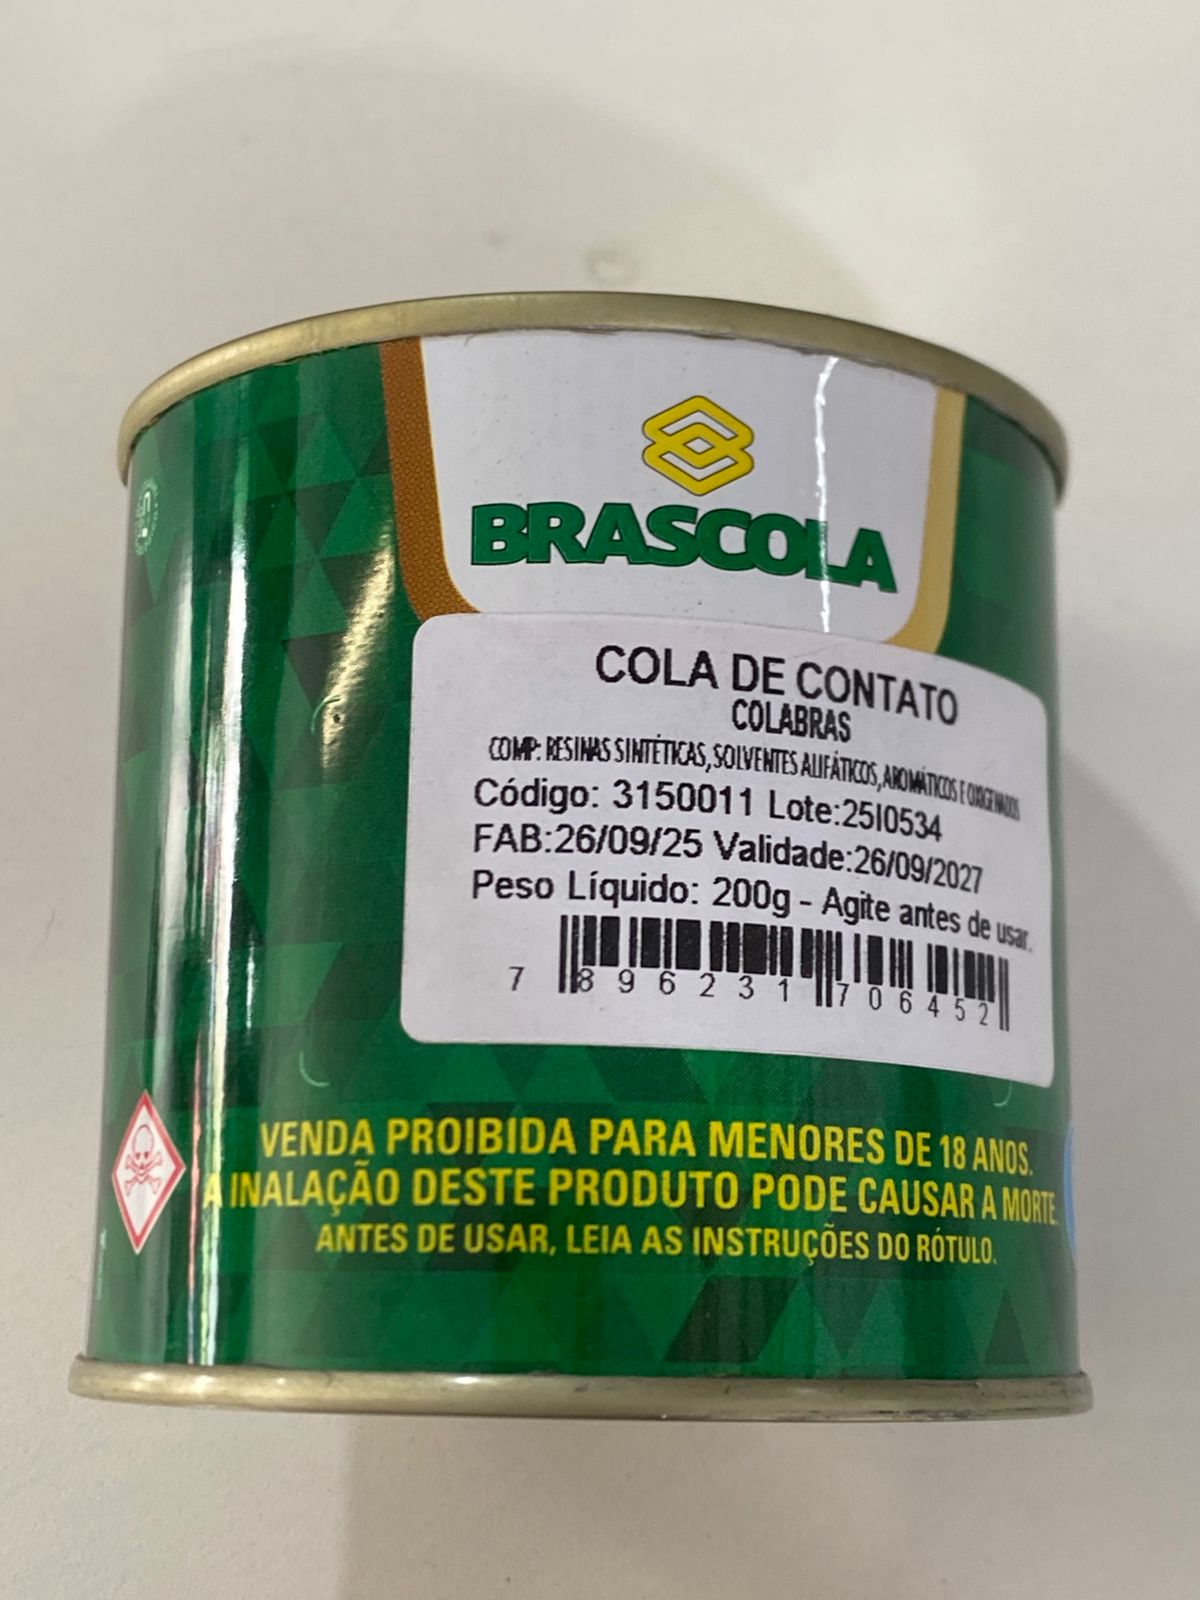 BRASCOLA
COLA DE CONTATO
COLABRAS
COMP: RESINAS SINTÉTICAS, SOLVENTES ALIFÁTICOS, AROMÁTICOS E OXIGENADOS
Código: 3150011 Lote:25I0534
FAB:26/09/25 Validade:26/09/2027
Peso Líquido: 200g - Agite antes de usar.
7 896231 706452
VENDA PROIBIDA PARA MENORES DE 18 ANOS.
A INALAÇÃO DESTE PRODUTO PODE CAUSAR A MORTE.
ANTES DE USAR, LEIA AS INSTRUÇÕES DO RÓTULO.